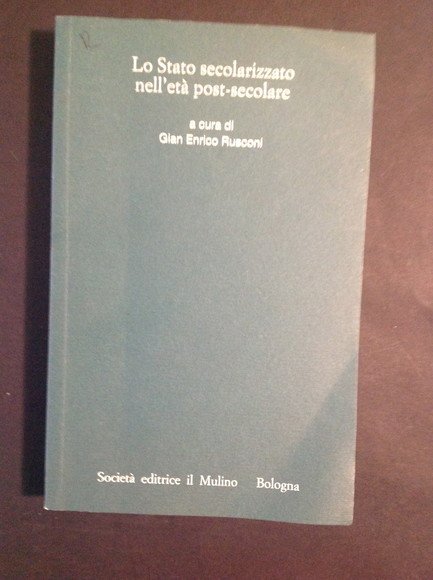 Lo Stato secolarizzato
nell'età post-secolare
a cura di
Gian Enrico Rusconi
Società editrice il Mulino Bologna